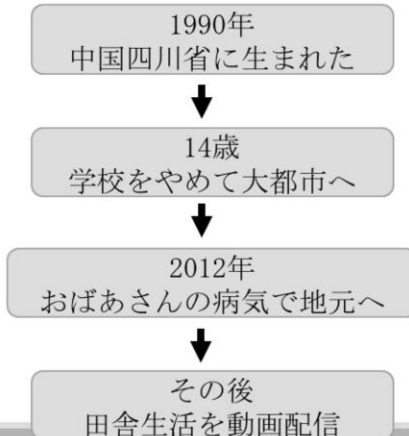 1990年
中国四川省に生まれた
14歳
学校をやめて大都市へ
2012年
おばあさんの病気で地元へ
その後
田舎生活を動画配信